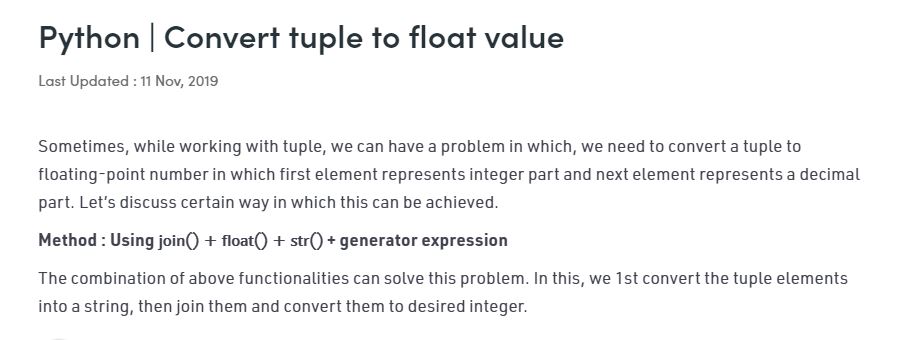 Python | Convert tuple to float value
Last Updated : 11 Nov, 2019
Sometimes, while working with tuple, we can have a problem in which, we need to convert a tuple to
floating-point number in which first element represents integer part and next element represents a decimal
part. Let’s discuss certain way in which this can be achieved.
Method : Using join() + float() + str() + generator expression
The combination of above functionalities can solve this problem. In this, we 1st convert the tuple elements
into a string, then join them and convert them to desired integer.